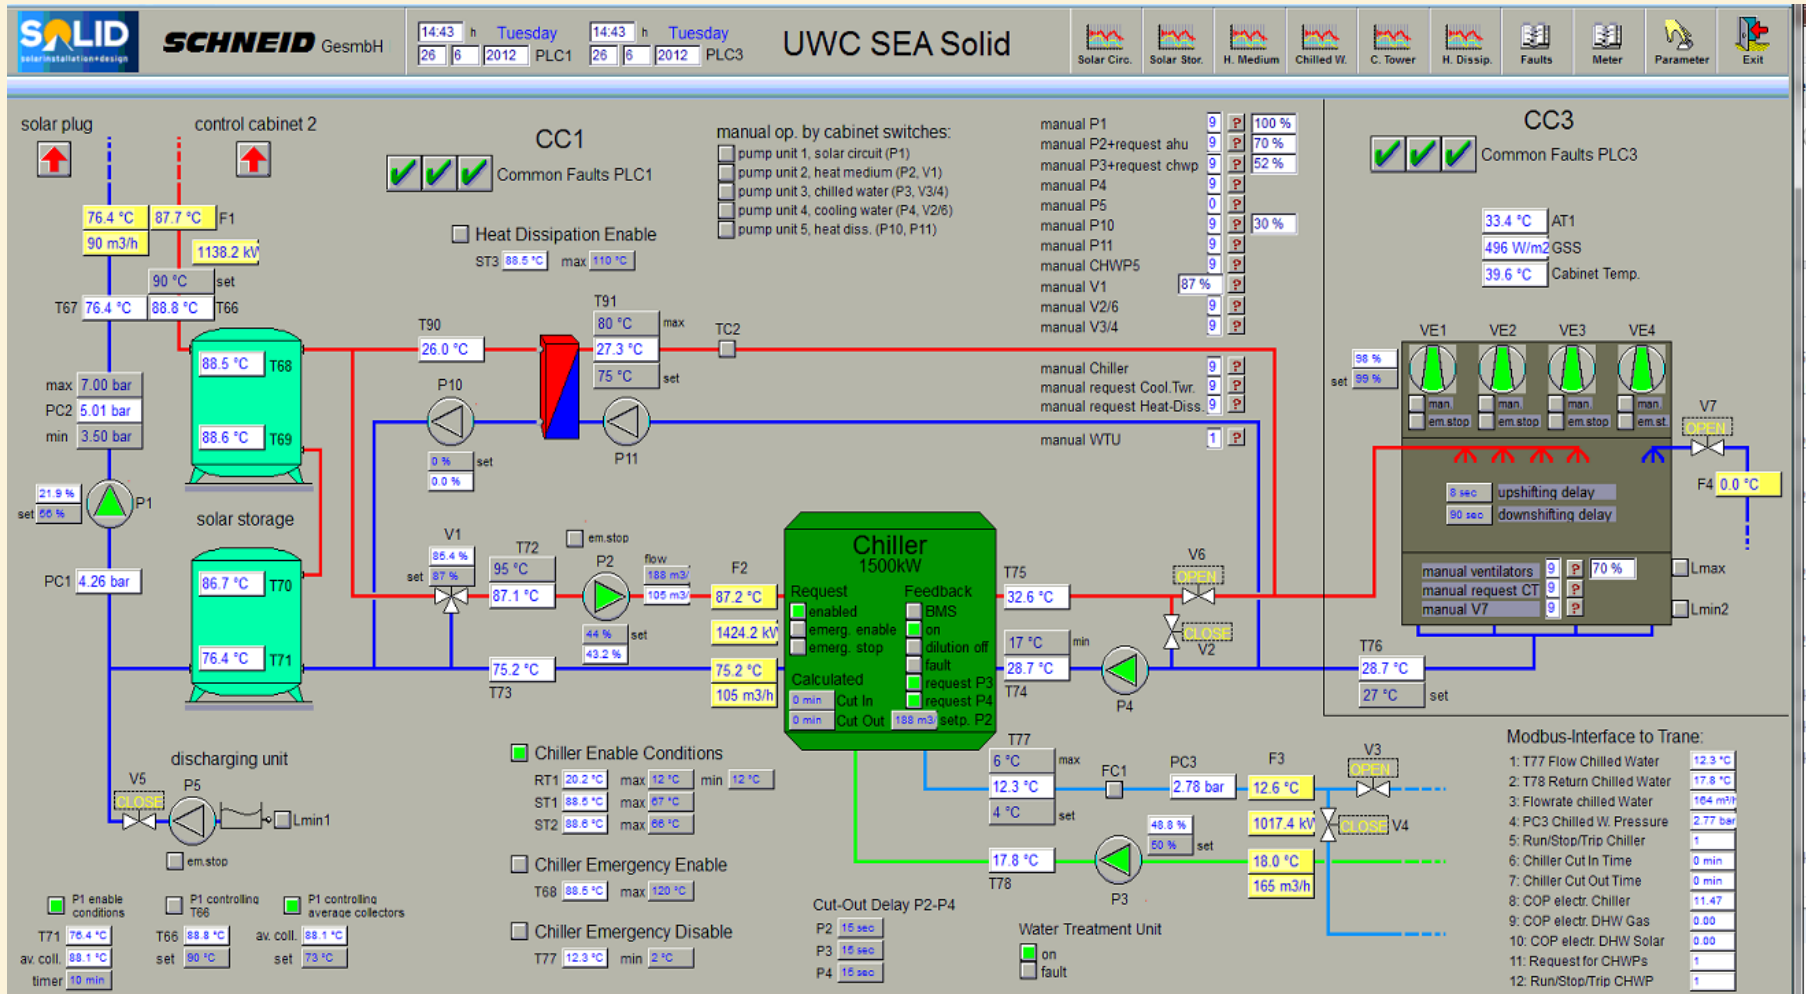 SOLID
solarinstallation+design
SCHNEID GesmbH
14:43 h Tuesday
26 6 2012 PLC1
14:43 h Tuesday
26 6 2012 PLC3
UWC SEA Solid
Solar Circ.
Solar Stor.
H. Medium
Chilled W.
C. Tower
H. Dissip.
Faults
Meter
Parameter
Exit
solar plug
control cabinet 2
CC1
Common Faults PLC1
manual op. by cabinet switches:
pump unit 1, solar circuit (P1)
pump unit 2, heat medium (P2, V1)
pump unit 3, chilled water (P3, V3/4)
pump unit 4, cooling water (P4, V2/6)
pump unit 5, heat diss. (P10, P11)
manual P1 9 ? 100 %
manual P2+request ahu 9 ? 70 %
manual P3+request chwp 9 ? 52 %
manual P4 9 ?
manual P5 0 ?
manual P10 9 ? 30 %
manual P11 9 ?
manual CHWP5 9 ?
manual V1 87 % ?
manual V2/6 9 ?
manual V3/4 9 ?
manual Chiller 9 ?
manual request Cool.Twr. 9 ?
manual request Heat-Diss. 9 ?
manual WTU 1 ?
CC3
Common Faults PLC3
33.4 °C AT1
496 W/m2 GSS
39.6 °C Cabinet Temp.
76.4 °C 87.7 °C F1
90 m3/h
1138.2 kW
90 °C set
T67 76.4 °C 88.8 °C T66
Heat Dissipation Enable
ST3 88.5 °C max 110 °C
T90
26.0 °C
T91
80 °C max
27.3 °C
75 °C set
TC2
88.5 °C T68
88.6 °C T69
max 7.00 bar
PC2 5.01 bar
min 3.50 bar
P10
0 % set
0.0 %
P11
21.9 %
set 66 %
P1
solar storage
PC1 4.26 bar
86.7 °C T70
76.4 °C T71
V1
86.4 %
set 87 %
T72
95 °C
87.1 °C
em.stop
P2
44 % set
43.2 %
flow
188 m3/
105 m3/
F2
87.2 °C
1424.2 kW
75.2 °C
105 m3/h
75.2 °C
T73
Chiller
1500kW
Request
enabled
emerg. enable
emerg. stop
Calculated
0 min Cut In
0 min Cut Out
Feedback
BMS
on
dilution off
fault
request P3
request P4
188 m3/ setp. P2
T75
32.6 °C
17 °C min
28.7 °C
T74
P4
V6
OPEN
CLOSE
V2
VE1
VE2
VE3
VE4
98 %
set 99 %
man.
em.stop
man.
em.stop
man.
em.stop
man.
em.st.
V7
OPEN
F4 0.0 °C
8 sec upshifting delay
90 sec downshifting delay
manual ventilators 9 ? 70 %
manual request CT 9 ?
manual V7 9 ?
Lmax
Lmin2
T76
28.7 °C
27 °C set
discharging unit
V5
CLOSE
P5
Lmin1
em.stop
P1 enable
conditions
T71 76.4 °C
av. coll. 88.1 °C
timer 10 min
P1 controlling
T66
T66 88.8 °C
set 90 °C
P1 controlling
average collectors
av. coll. 88.1 °C
set 73 °C
Chiller Enable Conditions
RT1 20.2 °C max 12 °C min 12 °C
ST1 88.5 °C max 67 °C
ST2 88.6 °C max 66 °C
Chiller Emergency Enable
T68 88.5 °C max 120 °C
Chiller Emergency Disable
T77 12.3 °C min 2 °C
T77
6 °C max
12.3 °C
4 °C set
FC1
PC3
2.78 bar
F3
12.6 °C
1017.4 kW
18.0 °C
165 m3/h
V3
OPEN
CLOSE V4
17.8 °C
T78
48.8 %
50 % set
P3
Cut-Out Delay P2-P4
P2 15 sec
P3 15 sec
P4 15 sec
Water Treatment Unit
on
fault
Modbus-Interface to Trane:
1: T77 Flow Chilled Water 12.3 °C
2: T78 Return Chilled Water 17.8 °C
3: Flowrate chilled Water 164 m³/h
4: PC3 Chilled W. Pressure 2.77 bar
5: Run/Stop/Trip Chiller 1
6: Chiller Cut In Time 0 min
7: Chiller Cut Out Time 0 min
8: COP electr. Chiller 11.47
9: COP electr. DHW Gas 0.00
10: COP electr. DHW Solar 0.00
11: Request for CHWPs 1
12: Run/Stop/Trip CHWP 1